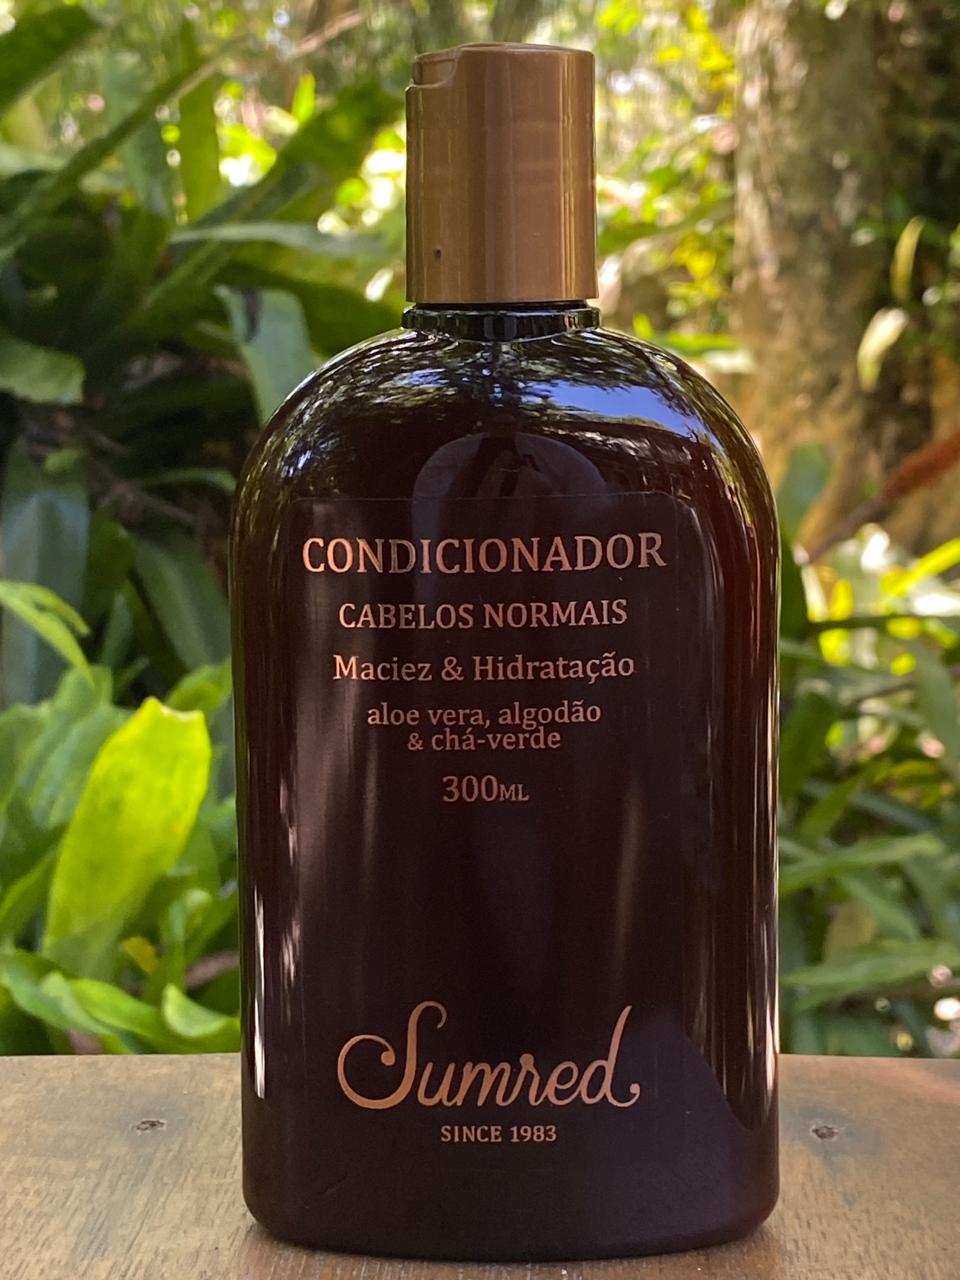 CONDICIONADOR
CABELOS NORMAIS
Maciez & Hidratação
aloe vera, algodão
& chá-verde
300ML
Sumred
SINCE 1983